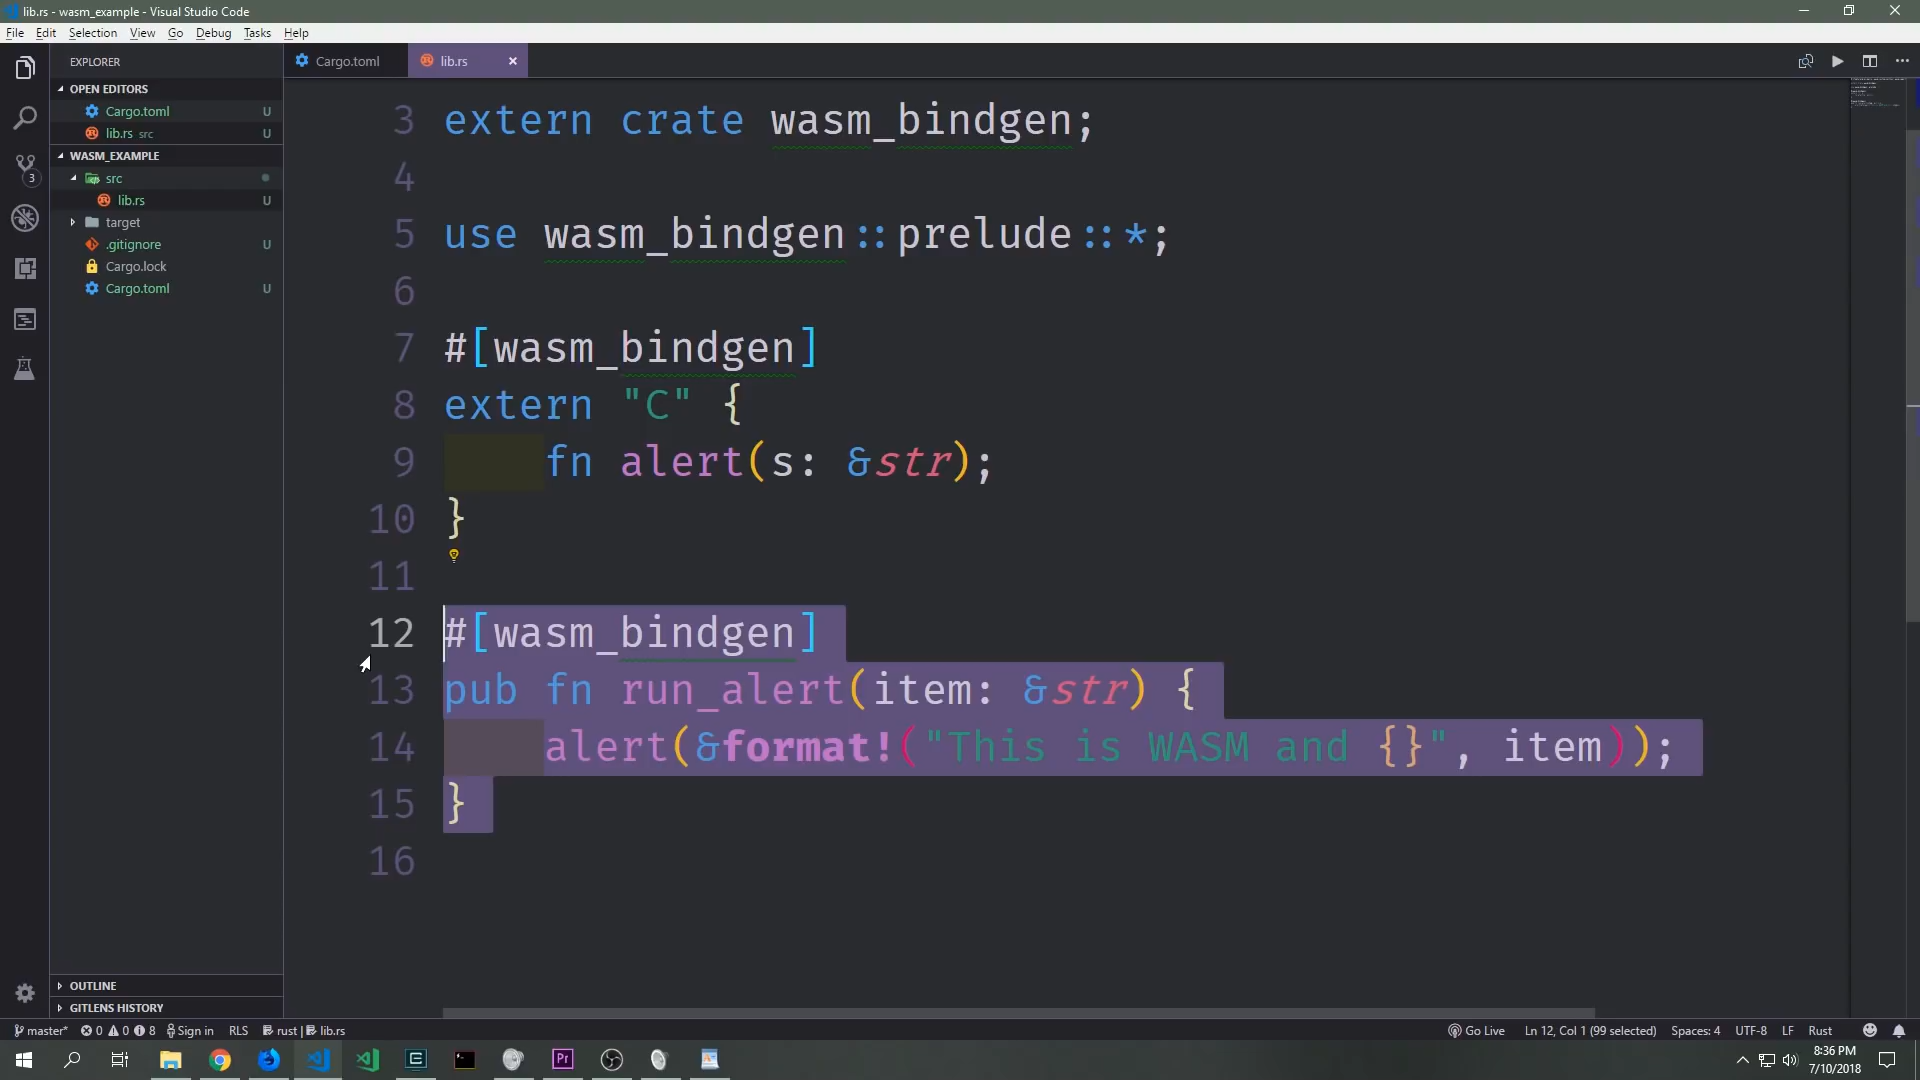 lib.rs - wasm_example - Visual Studio Code
File Edit Selection View Go Debug Tasks Help
EXPLORER
OPEN EDITORS
Cargo.toml U
lib.rs src U
WASM_EXAMPLE
src
lib.rs U
target
.gitignore U
Cargo.lock
Cargo.toml U
OUTLINE
GITLENS HISTORY
3
Cargo.toml lib.rs
3 extern crate wasm_bindgen;
4
5 use wasm_bindgen::prelude::*;
6
7 #[wasm_bindgen]
8 extern "C" {
9 fn alert(s: &str);
10 }
11
12 #[wasm_bindgen]
13 pub fn run_alert(item: &str) {
14 alert(&format!("This is WASM and {}", item));
15 }
16
master* 0 0 8 Sign in RLS rust | lib.rs Go Live Ln 12, Col 1 (99 selected) Spaces: 4 UTF-8 LF Rust
Pr
8:36 PM
7/10/2018